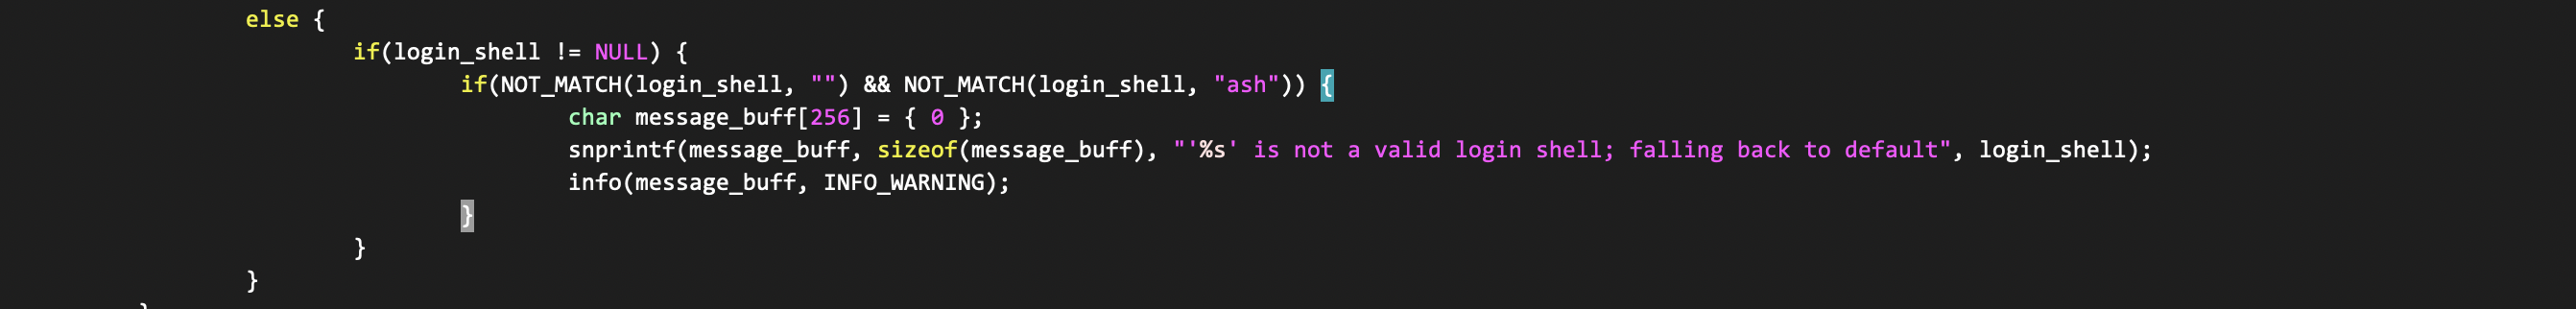 else {
if(login_shell != NULL) {
if(NOT_MATCH(login_shell, "") && NOT_MATCH(login_shell, "ash")) {
char message_buff[256] = { 0 };
snprintf(message_buff, sizeof(message_buff), "'%s' is not a valid login shell; falling back to default", login_shell);
info(message_buff, INFO_WARNING);
}
}
}